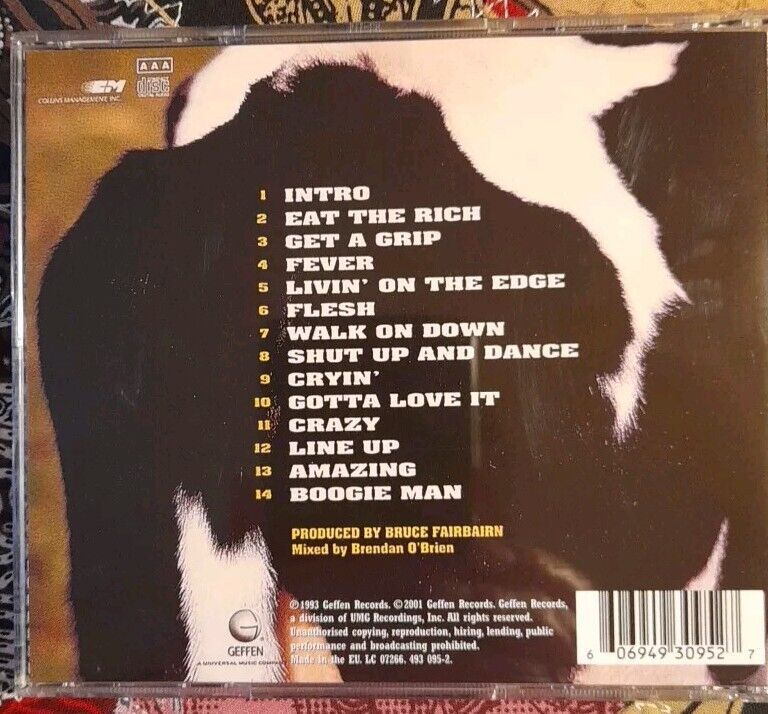 AAA
COLLINS MANAGEMENT, INC.
disc
1 INTRO
2 EAT THE RICH
3 GET A GRIP
4 FEVER
5 LIVIN' ON THE EDGE
6 FLESH
7 WALK ON DOWN
8 SHUT UP AND DANCE
9 CRYIN'
10 GOTTA LOVE IT
11 CRAZY
12 LINE UP
13 AMAZING
14 BOOGIE MAN
PRODUCED BY BRUCE FAIRBAIRN
Mixed by Brendan O'Brien
℗1993 Geffen Records. ©2001 Geffen Records. Geffen Records,
a division of UMG Recordings, Inc. All rights reserved.
Unauthorised copying, reproduction, hiring, lending, public
performance and broadcasting prohibited.
Made in the EU. LC 07266. 493 095-2.
GEFFEN
A UNIVERSAL MUSIC COMPANY
6 06949 30952 7